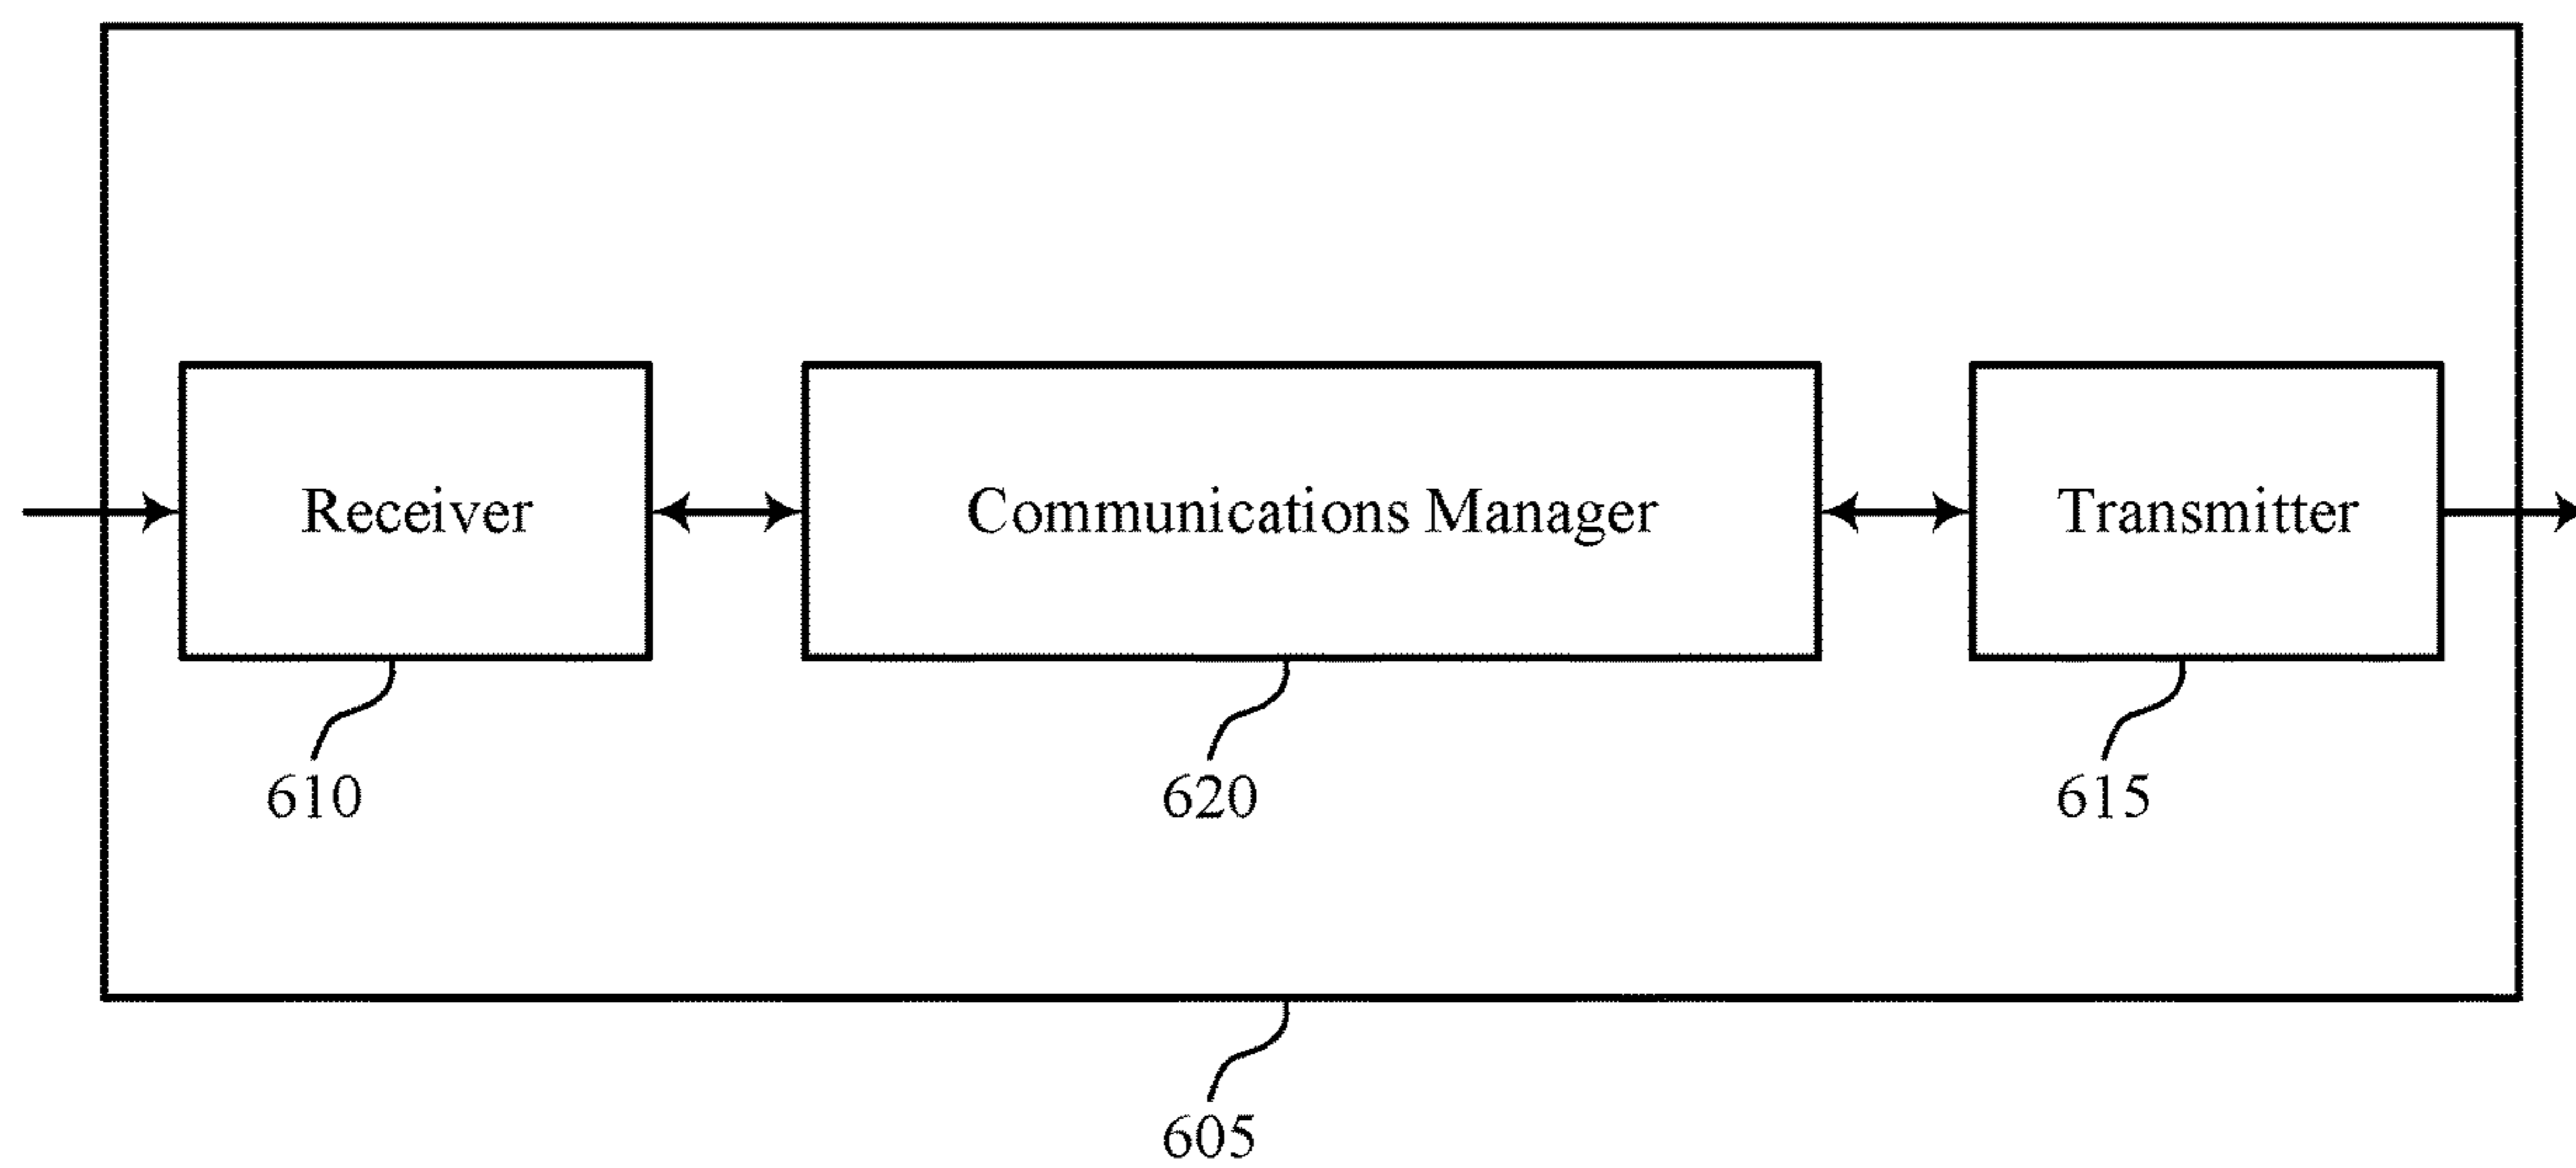 Receiver
Communications Manager
Transmitter
610
620
615
605